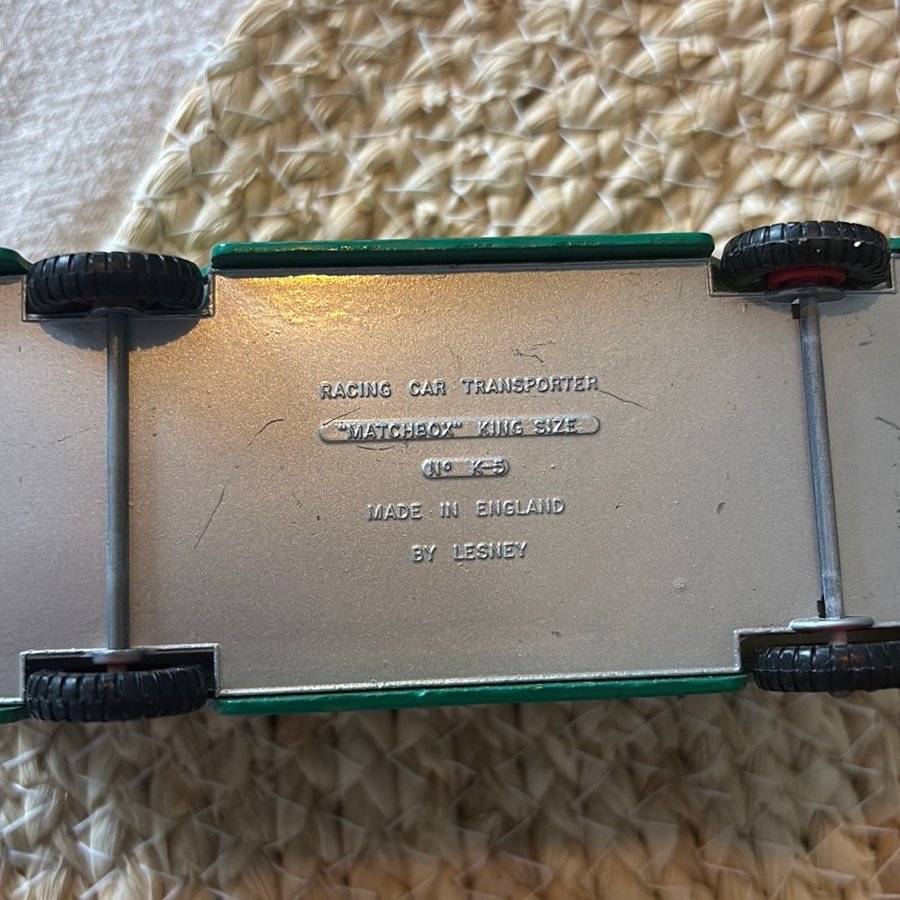 RACING CAR TRANSPORTER
"MATCHBOX" KING SIZE
Nº K-5
MADE IN ENGLAND
BY LESNEY